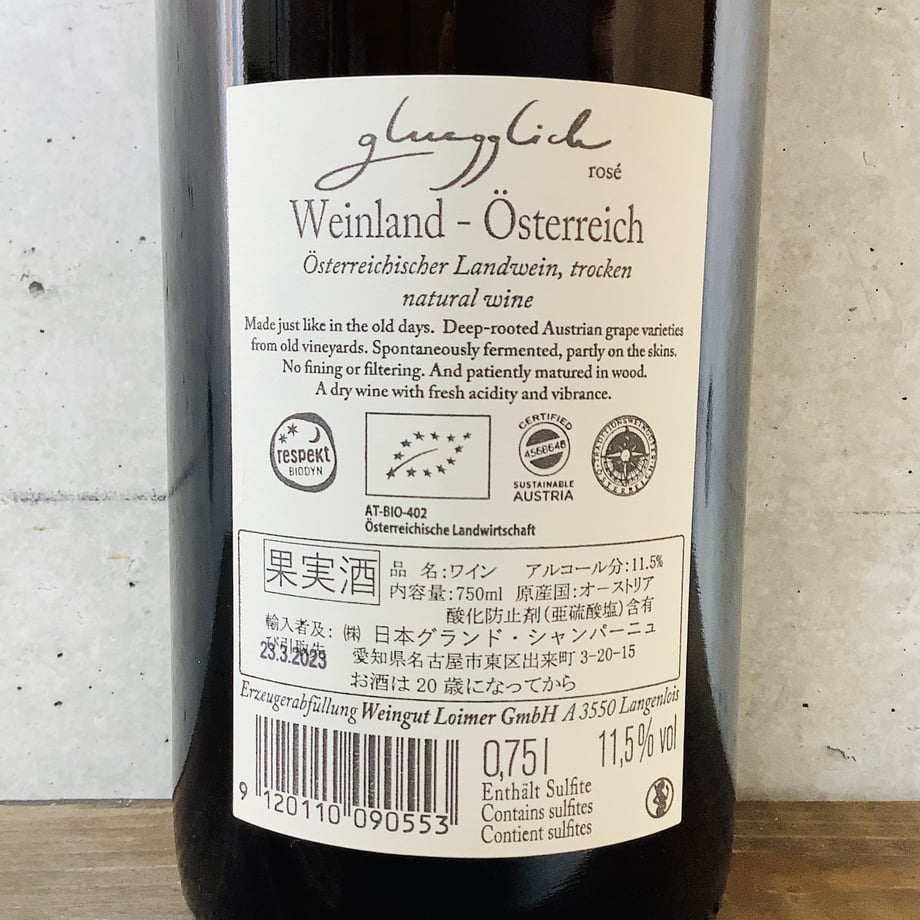 gluegglich
rosé
Weinland - Österreich
Österreichischer Landwein, trocken
natural wine
Made just like in the old days. Deep-rooted Austrian grape varieties
from old vineyards. Spontaneously fermented, partly on the skins.
No fining or filtering. And patiently matured in wood.
A dry wine with fresh acidity and vibrance.
respekt
BIODYN
CERTIFIED
4560646
SUSTAINABLE
AUSTRIA
TRADITIONSWEINGÜTER
ÖSTERREICH
AT-BIO-402
Österreichische Landwirtschaft
果実酒
品 名:ワイン アルコール分:11.5%
内容量:750ml 原産国:オーストリア
酸化防止剤(亜硫酸塩)含有
輸入者及:㈱ 日本グランド・シャンパーニュ
び引取先
23.3.2023
愛知県名古屋市東区出来町 3-20-15
お酒は 20 歳になってから
Erzeugerabfüllung Weingut Loimer GmbH A 3550 Langenlois
0,75l 11,5% vol
Enthält Sulfite
Contains sulfites
Contient sulfites
9 120110 090553